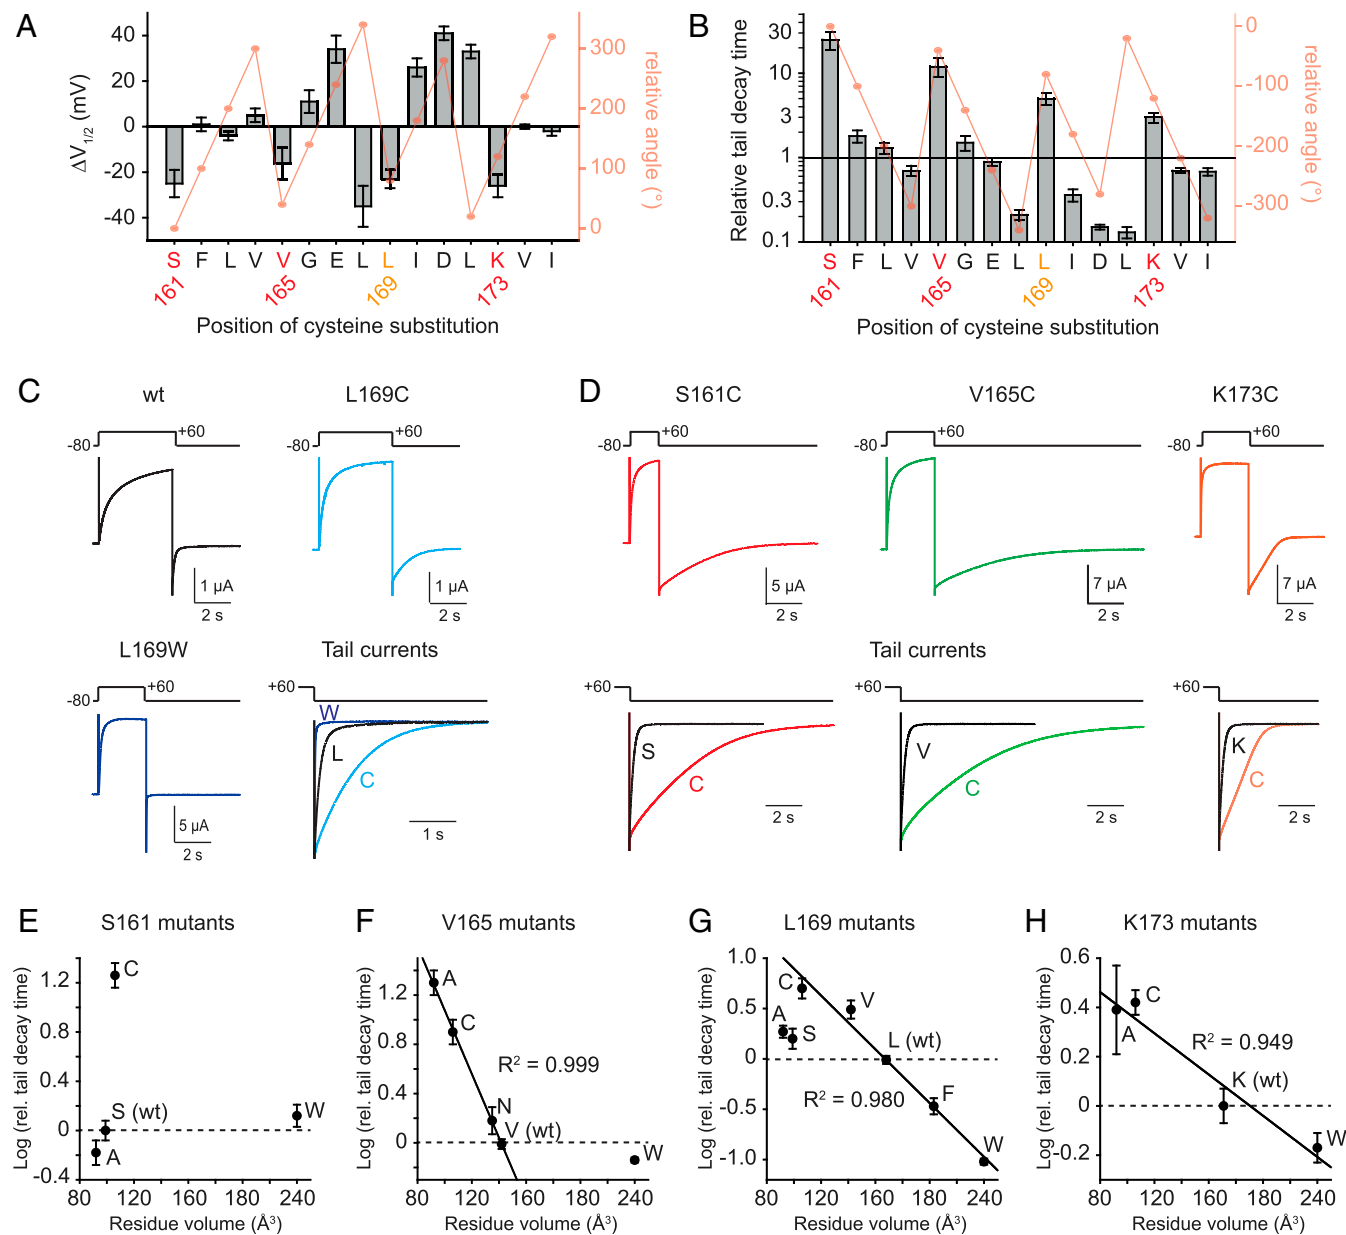 A
40
20
0
-20
-40
ΔV1/2 (mV)
300
200
100
0
relative angle (°)
S F L V V G E L L I D L K V I
161 165 169 173
Position of cysteine substitution
B
30
10
3
1
0.3
0.1
Relative tail decay time
0
-100
-200
-300
relative angle (°)
S F L V V G E L L I D L K V I
161 165 169 173
Position of cysteine substitution
C
wt
-80 +60
1 µA
2 s
L169C
-80 +60
1 µA
2 s
D
S161C
-80 +60
5 µA
2 s
V165C
-80 +60
7 µA
2 s
K173C
-80 +60
7 µA
2 s
L169W
-80 +60
5 µA
2 s
Tail currents
+60
W
L
C
1 s
Tail currents
+60
S
C
2 s
+60
V
C
2 s
+60
K
C
2 s
E
S161 mutants
Log (rel. tail decay time)
1.2
0.8
0.4
0
-0.4
C
S (wt)
A
W
80 120 160 200 240
Residue volume (Å³)
F
V165 mutants
Log (rel. tail decay time)
1.2
0.8
0.4
0
A
C
R² = 0.999
N
V (wt)
W
80 120 160 200 240
Residue volume (Å³)
G
L169 mutants
Log (rel. tail decay time)
1.0
0.5
0
-0.5
-1.0
C
V
A
S
L (wt)
R² = 0.980
F
W
80 120 160 200 240
Residue volume (Å³)
H
K173 mutants
Log (rel. tail decay time)
0.6
0.4
0.2
0
-0.2
C
A
R² = 0.949
K (wt)
W
80 120 160 200 240
Residue volume (Å³)